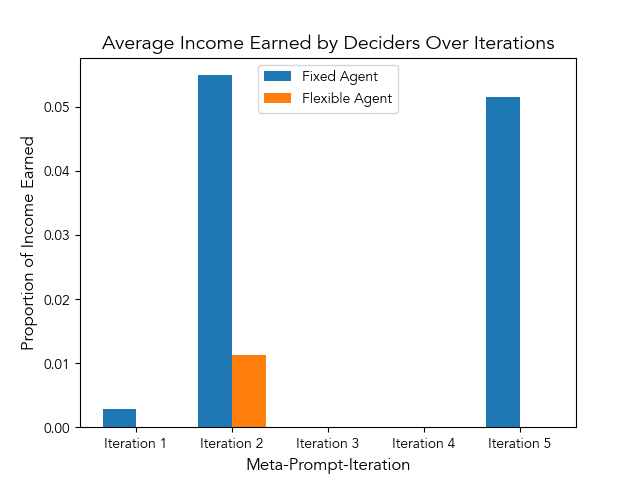 Average Income Earned by Deciders Over Iterations
Fixed Agent
Flexible Agent
Proportion of Income Earned
0.05
0.04
0.03
0.02
0.01
0.00
Iteration 1
Iteration 2
Iteration 3
Iteration 4
Iteration 5
Meta-Prompt-Iteration